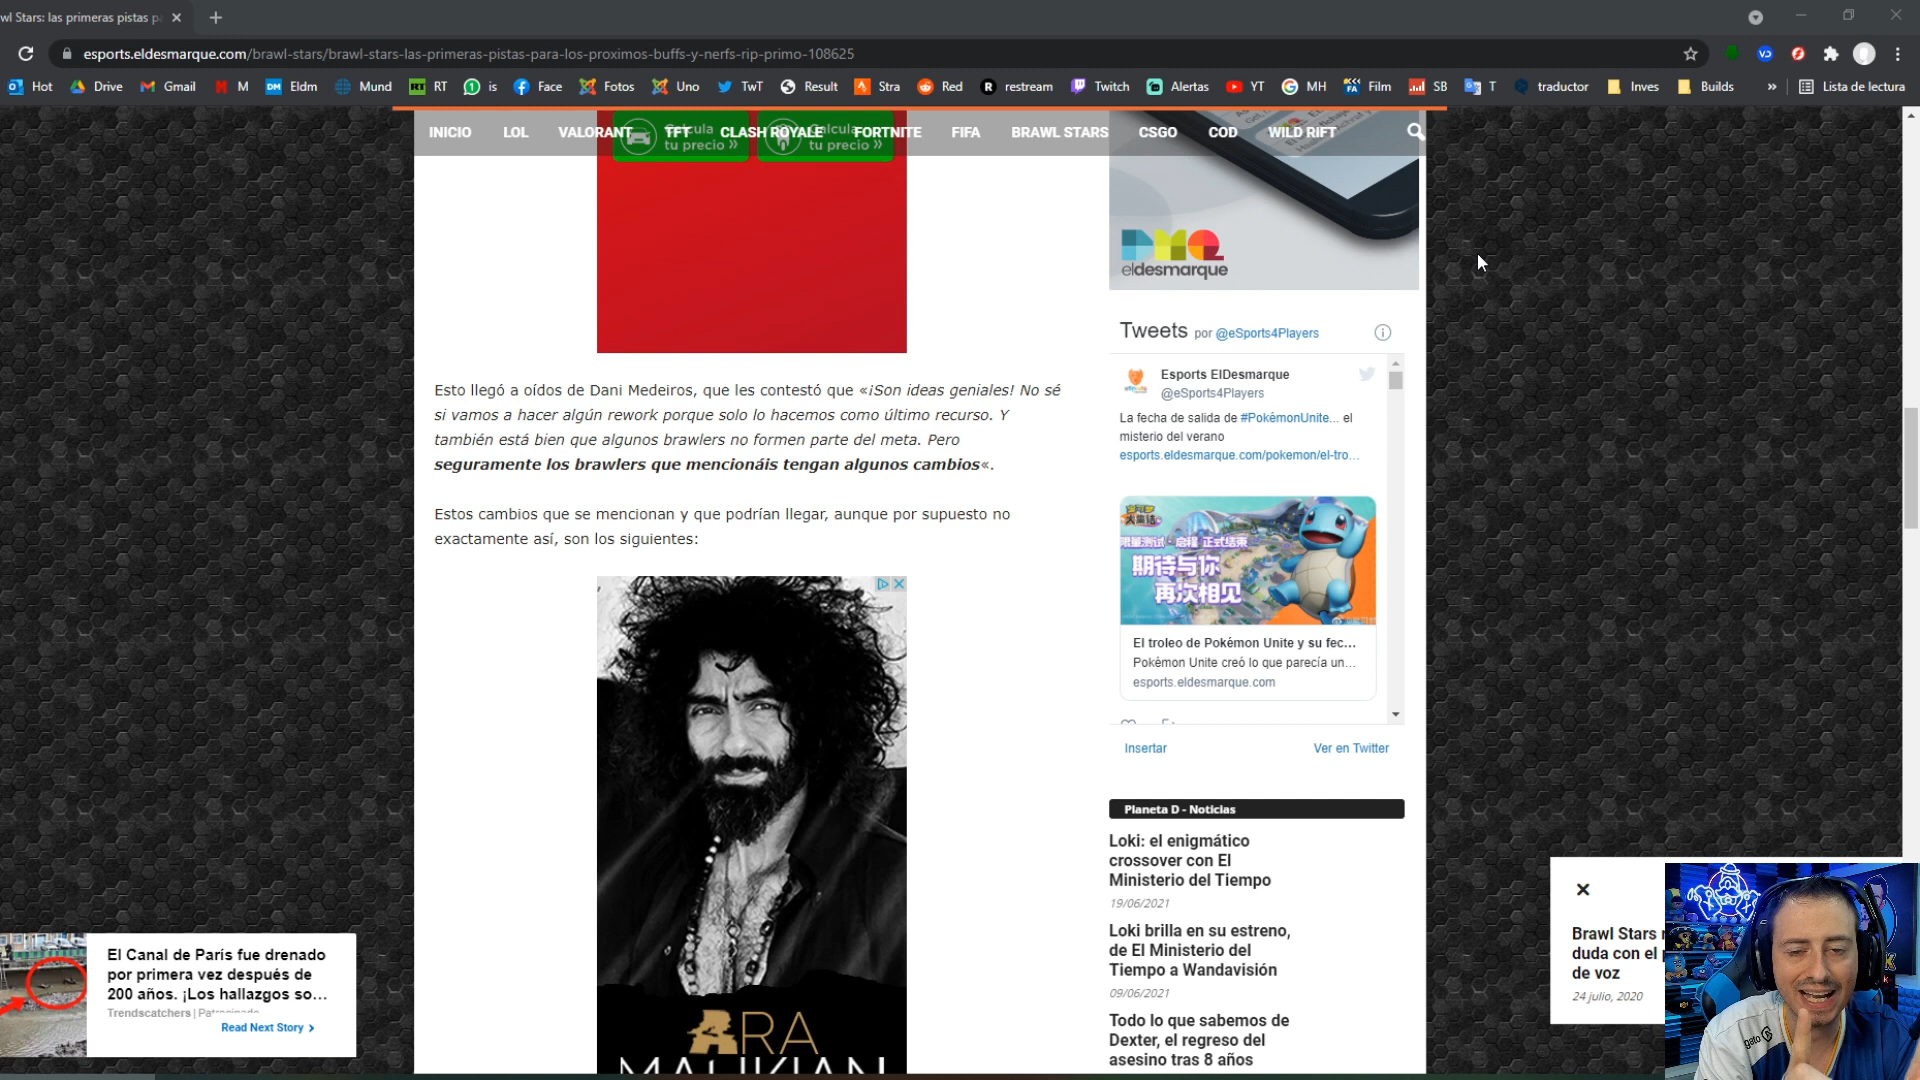 wl Stars: las primeras pistas pa
esports.eldesmarque.com/brawl-stars/brawl-stars-las-primeras-pistas-para-los-proximos-buffs-y-nerfs-rip-primo-108625
Hot Drive Gmail M Eldm Mund RT is Face Fotos Uno TwT Result Stra Red restream Twitch Alertas YT MH Film SB T traductor Inves Builds » Lista de lectura
INICIO LOL VALORANT TFT CLASH ROYALE FORTNITE FIFA BRAWL STARS CSGO COD WILD RIFT
Calcula
tu precio »
Calcula
tu precio »
eldesmarque
Esto llegó a oídos de Dani Medeiros, que les contestó que «¡Son ideas geniales! No sé
si vamos a hacer algún rework porque solo lo hacemos como último recurso. Y
también está bien que algunos brawlers no formen parte del meta. Pero
seguramente los brawlers que mencionáis tengan algunos cambios«.
Estos cambios que se mencionan y que podrían llegar, aunque por supuesto no
exactamente así, son los siguientes:
ARA
MALIKIAN
Tweets por @eSports4Players
Esports ElDesmarque
@eSports4Players
La fecha de salida de #PokémonUnite... el
misterio del verano
esports.eldesmarque.com/pokemon/el-tro…
期待与你
再次相见
El troleo de Pokémon Unite y su fec...
Pokémon Unite creó lo que parecía un...
esports.eldesmarque.com
Insertar Ver en Twitter
Planeta D - Noticias
Loki: el enigmático
crossover con El
Ministerio del Tiempo
19/06/2021
Loki brilla en su estreno,
de El Ministerio del
Tiempo a Wandavisión
09/06/2021
Todo lo que sabemos de
Dexter, el regreso del
asesino tras 8 años
El Canal de París fue drenado
por primera vez después de
200 años. ¡Los hallazgos so...
Trendscatchers | Patrocinado
Read Next Story >
Brawl Stars
duda con el
de voz
24 julio, 2020